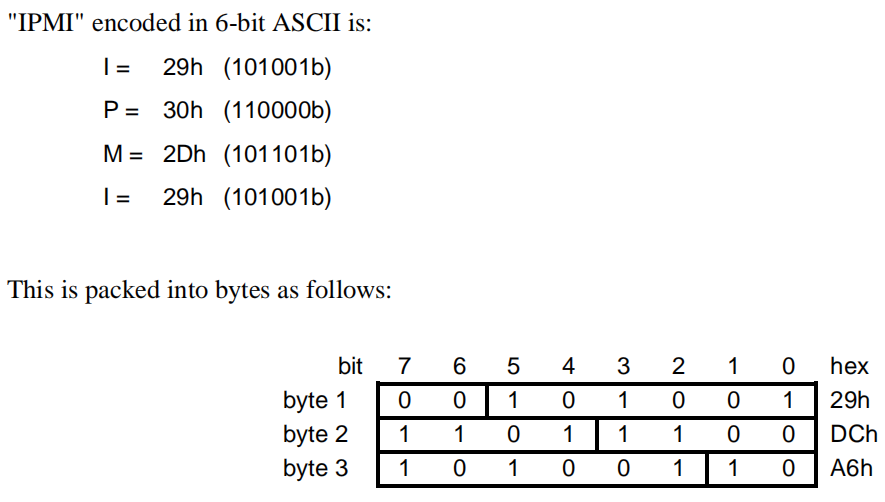 "IPMI" encoded in 6-bit ASCII is:
I = 29h (101001b)
P = 30h (110000b)
M = 2Dh (101101b)
I = 29h (101001b)
This is packed into bytes as follows:
bit 7 6 5 4 3 2 1 0 hex
byte 1 0 0 1 0 1 0 0 1 29h
byte 2 1 1 0 1 1 1 0 0 DCh
byte 3 1 0 1 0 0 1 1 0 A6h